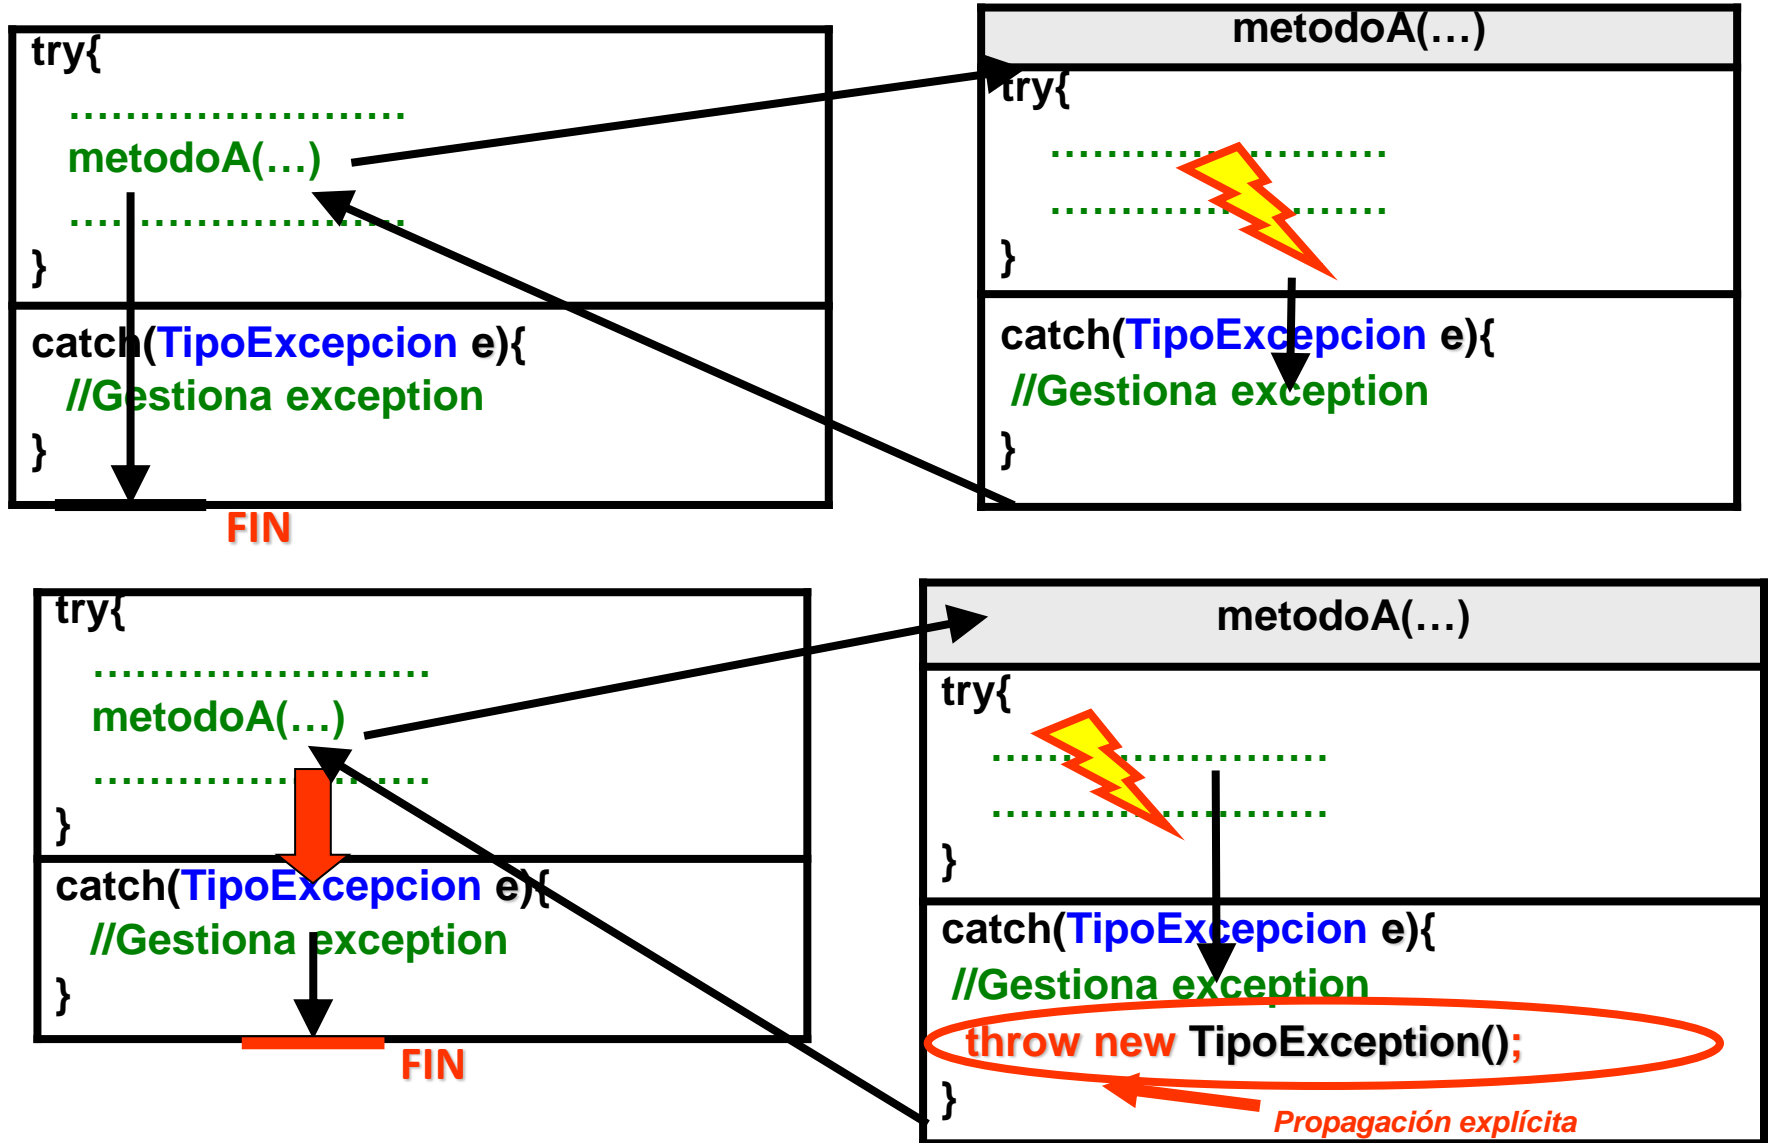 try{
........................
metodoA(...)
........................
}
catch(TipoExcepcion e){
//Gestiona exception
}
FIN
metodoA(...)
try{
........................
........................
}
catch(TipoExcepcion e){
//Gestiona exception
}
try{
........................
metodoA(...)
........................
}
catch(TipoExcepcion e){
//Gestiona exception
}
FIN
metodoA(...)
try{
........................
........................
}
catch(TipoExcepcion e){
//Gestiona exception
throw new TipoException();
}
Propagación explícita